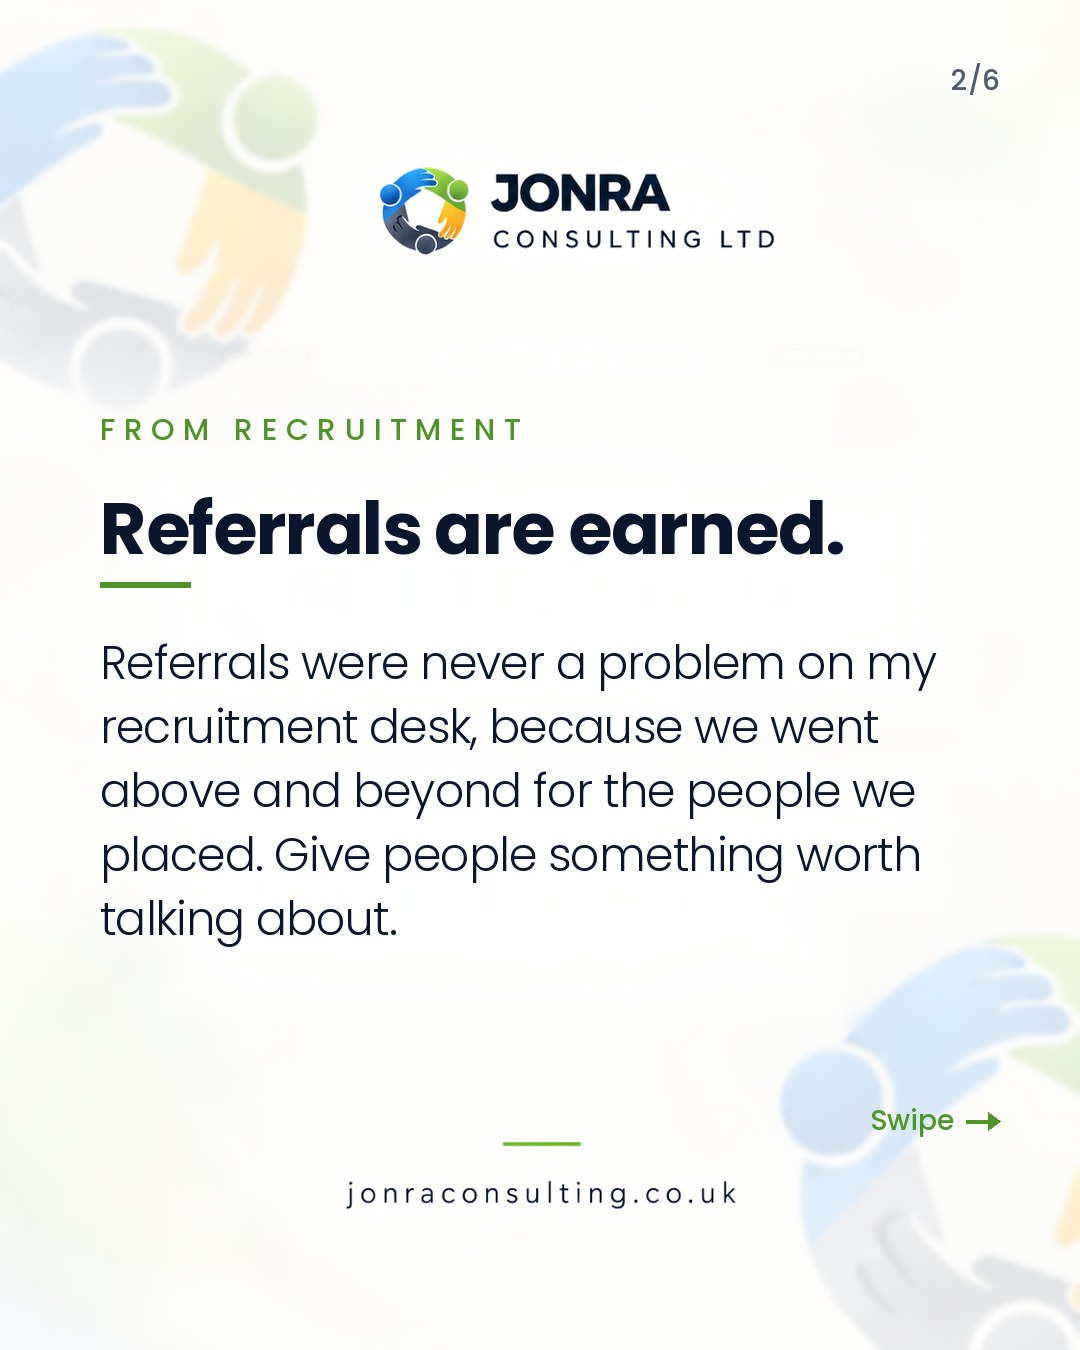 2/6
JONRA
CONSULTING LTD
FROM RECRUITMENT
Referrals are earned.
Referrals were never a problem on my
recruitment desk, because we went
above and beyond for the people we
placed. Give people something worth
talking about.
Swipe →
jonraconsulting.co.uk